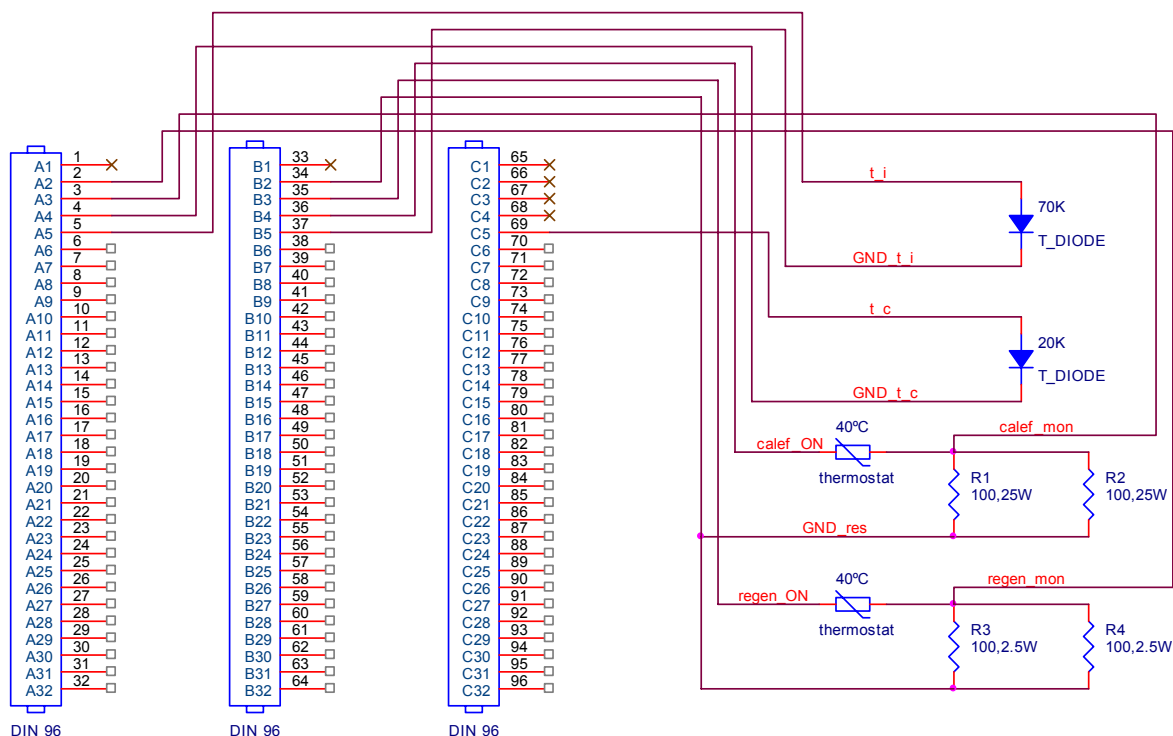 A1 1
A2 2
A3 3
A4 4
A5 5
A6 6
A7 7
A8 8
A9 9
A10 10
A11 11
A12 12
A13 13
A14 14
A15 15
A16 16
A17 17
A18 18
A19 19
A20 20
A21 21
A22 22
A23 23
A24 24
A25 25
A26 26
A27 27
A28 28
A29 29
A30 30
A31 31
A32 32
DIN 96
B1 33
B2 34
B3 35
B4 36
B5 37
B6 38
B7 39
B8 40
B9 41
B10 42
B11 43
B12 44
B13 45
B14 46
B15 47
B16 48
B17 49
B18 50
B19 51
B20 52
B21 53
B22 54
B23 55
B24 56
B25 57
B26 58
B27 59
B28 60
B29 61
B30 62
B31 63
B32 64
DIN 96
C1 65
C2 66
C3 67
C4 68
C5 69
C6 70
C7 71
C8 72
C9 73
C10 74
C11 75
C12 76
C13 77
C14 78
C15 79
C16 80
C17 81
C18 82
C19 83
C20 84
C21 85
C22 86
C23 87
C24 88
C25 89
C26 90
C27 91
C28 92
C29 93
C30 94
C31 95
C32 96
DIN 96
t_i
70K
T_DIODE
GND_t_i
t_c
20K
T_DIODE
GND_t_c
40ºC
calef_mon
calef_ON
thermostat
R1
100,25W
R2
100,25W
GND_res
40ºC
regen_mon
regen_ON
thermostat
R3
100,2.5W
R4
100,2.5W